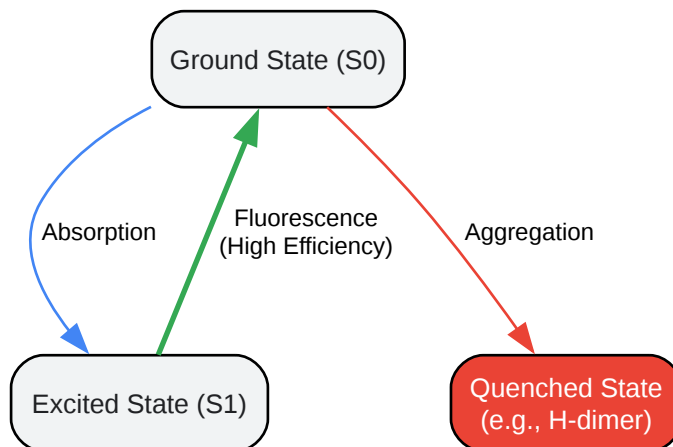 Ground State (S0)
Absorption
Fluorescence
(High Efficiency)
Aggregation
Excited State (S1)
Quenched State
(e.g., H-dimer)